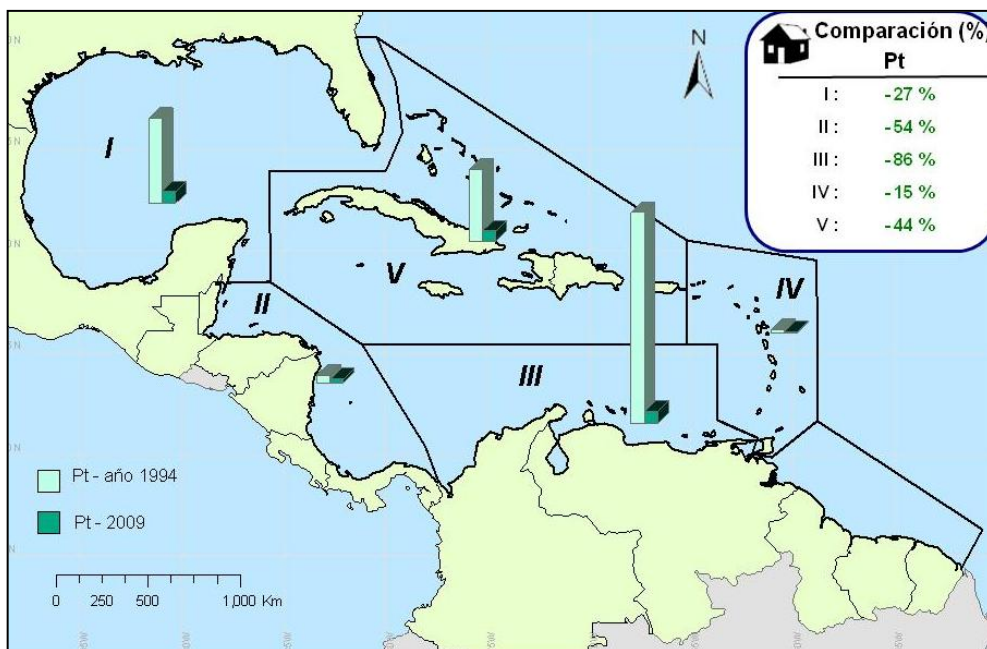 Comparación (%)
Pt
I : -27 %
II : -54 %
III : -86 %
IV : -15 %
V : -44 %
N
I
II
III
IV
V
Pt - año 1994
Pt - 2009
0 250 500 1,000 Km